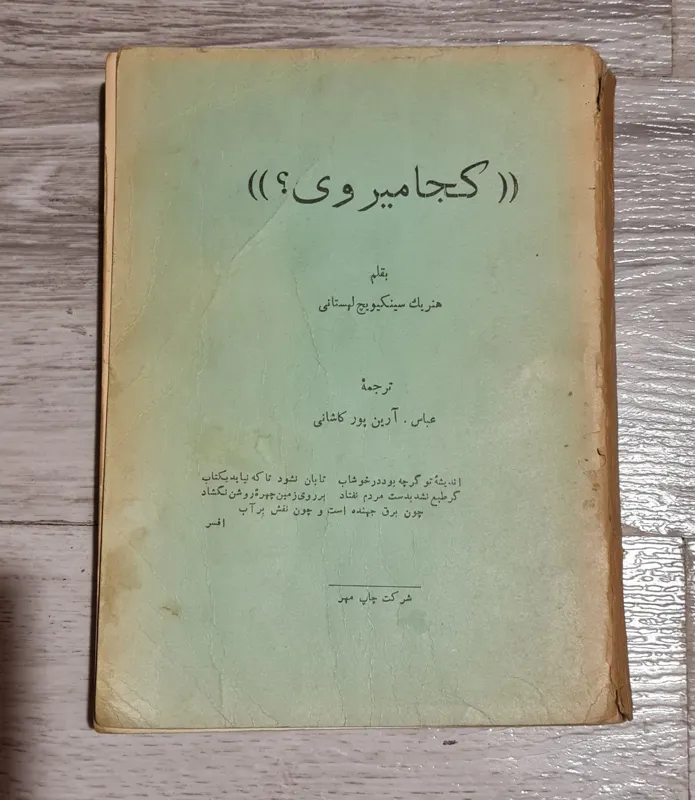 (( کجا میروی؟ ))
بقلم
هنریك سینکیویچ لهستانی
ترجمهٔ
عباس . آرین پور کاشانی
اندیشهٔ تو گرچه بود در خوشاب تابان نشود تا که نیاید بکتاب
گر طبع نشد بدست مردم نفتاد بر روی زمین چهرهٔ روشن نگشاد
چون برق جهنده است و چون نقش بر آب
افسر
شرکت چاپ مهر